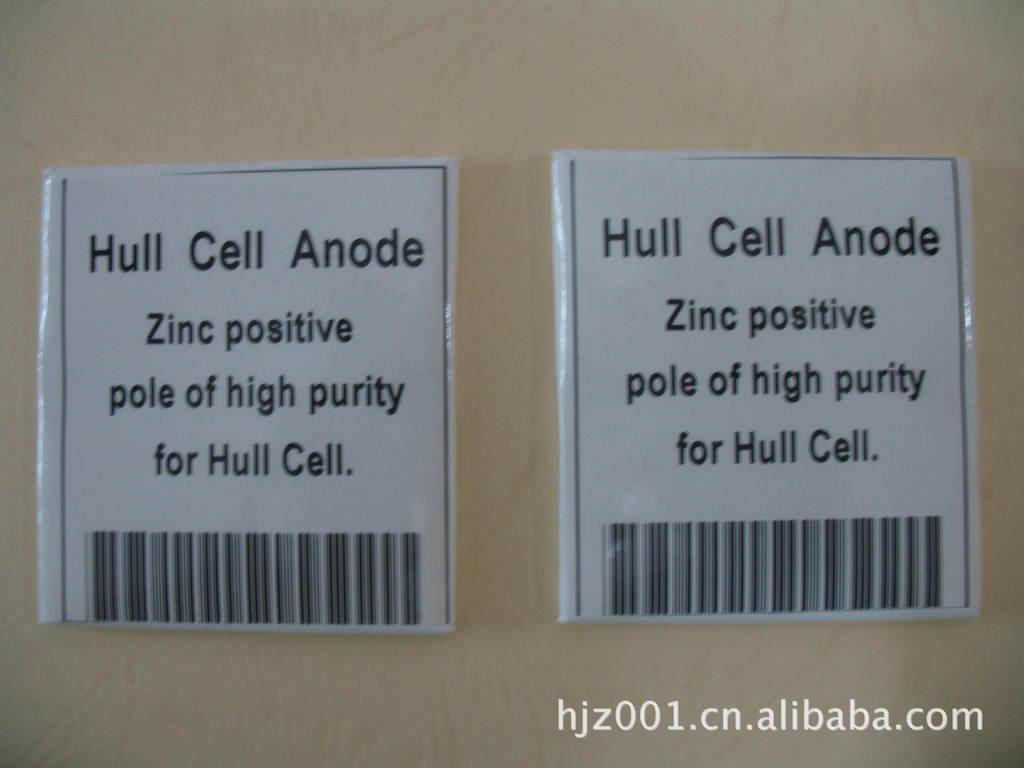 Hull Cell Anode
Zinc positive
pole of high purity
for Hull Cell.
Hull Cell Anode
Zinc positive
pole of high purity
for Hull Cell.
hjz001.cn.alibaba.com